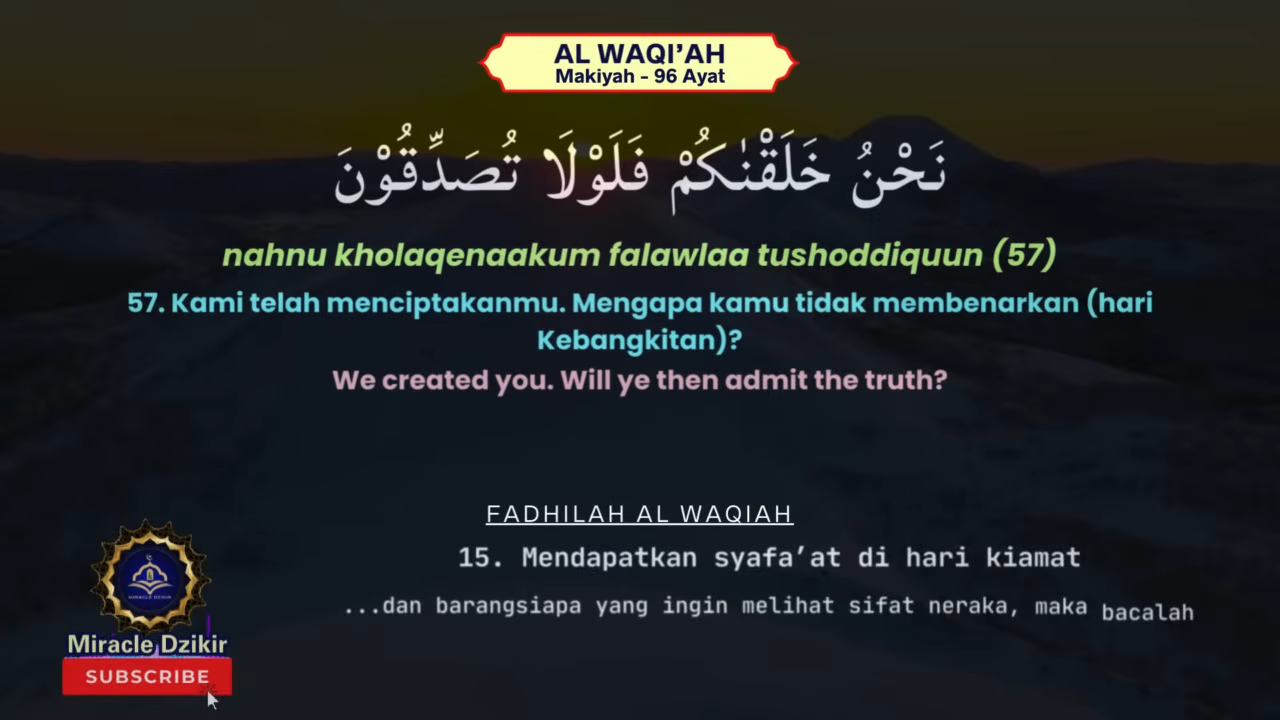 AL WAQI’AH
Makiyah - 96 Ayat
نَحْنُ خَلَقْنٰكُمْ فَلَوْلَا تُصَدِّقُوْنَ
nahnu kholaqenaakum falawlaa tushoddiquun (57)
57. Kami telah menciptakanmu. Mengapa kamu tidak membenarkan (hari
Kebangkitan)?
We created you. Will ye then admit the truth?
FADHILAH AL WAQIAH
15. Mendapatkan syafa’at di hari kiamat
...dan barangsiapa yang ingin melihat sifat neraka, maka bacalah
MIRACLE DZIKIR
Miracle Dzikir
SUBSCRIBE